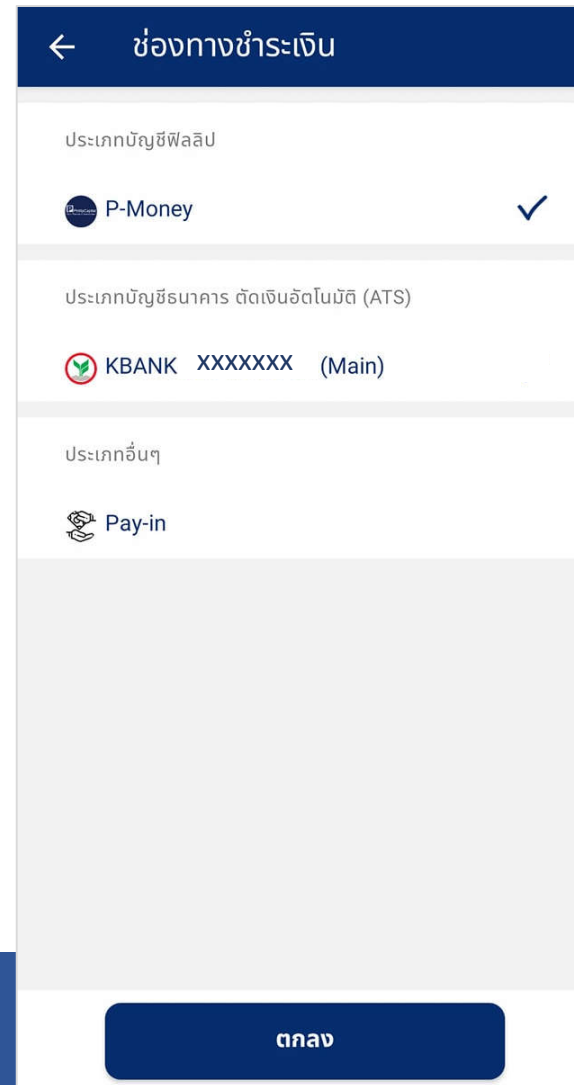 ช่องทางชำระเงิน
ประเภทบัญชีฟิลลิป
P-Money
ประเภทบัญชีธนาคาร ตัดเงินอัตโนมัติ (ATS)
KBANK XXXXXXX (Main)
ประเภทอื่นๆ
Pay-in
ตกลง